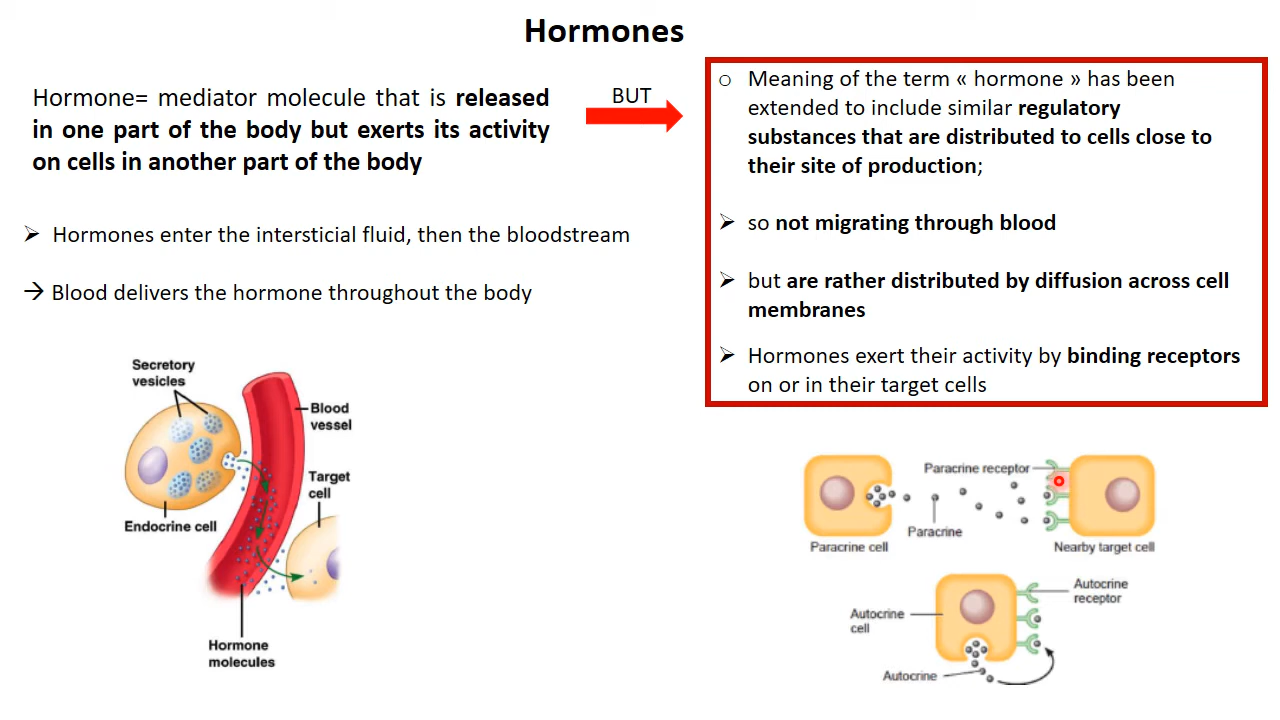 Hormones
Hormone= mediator molecule that is released
in one part of the body but exerts its activity
on cells in another part of the body
➢ Hormones enter the intersticial fluid, then the bloodstream
→ Blood delivers the hormone throughout the body
BUT
o Meaning of the term « hormone » has been
extended to include similar regulatory
substances that are distributed to cells close to
their site of production;
➢ so not migrating through blood
➢ but are rather distributed by diffusion across cell
membranes
➢ Hormones exert their activity by binding receptors
on or in their target cells
Secretory
vesicles
Blood
vessel
Target
cell
Endocrine cell
Hormone
molecules
Paracrine receptor
Paracrine
Paracrine cell
Nearby target cell
Autocrine
receptor
Autocrine
cell
Autocrine